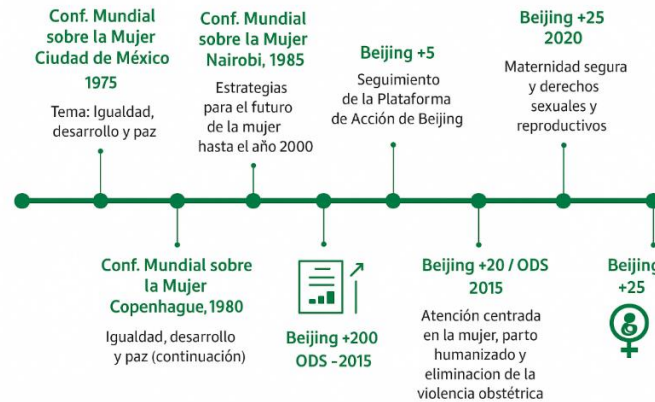 Conf. Mundial
sobre la Mujer
Ciudad de México
1975
Tema: Igualdad,
desarrollo y paz
Conf. Mundial
sobre la Mujer
Nairobi, 1985
Estrategias
para el futuro
de la mujer
hasta el año 2000
Beijing +5
Seguimiento
de la Plataforma
de Acción de Beijing
Beijing +25
2020
Maternidad segura
y derechos
sexuales y
reproductivos
Conf. Mundial sobre
la Mujer
Copenhague, 1980
Igualdad, desarrollo
y paz (continuación)
Beijing +200
ODS -2015
Beijing +20 / ODS
2015
Atención centrada
en la mujer, parto
humanizado y
eliminacion de la
violencia obstétrica
Beijing
+25